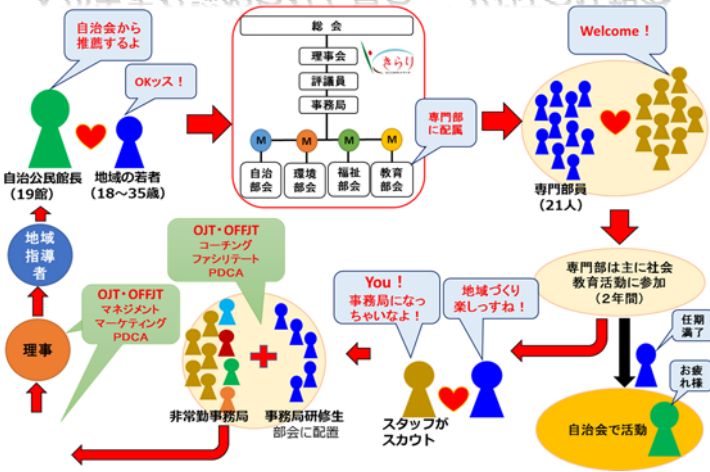 自治会から
推薦するよ
OKッス！
自治公民館長
（19館）
地域の若者
（18～35歳）
総会
理事会
評議員
事務局
きらり
M
M
M
M
自治
部会
環境
部会
福祉
部会
教育
部会
専門部
に配属
Welcome！
専門部員
（21人）
専門部は主に社会
教育活動に参加
（2年間）
任期
満了
お疲
れ様
自治会で活動
地域づくり
楽しっすね！
You！
事務局になっ
ちゃいなよ！
スタッフが
スカウト
OJT・OFFJT
コーチング
ファシリテート
PDCA
非常勤事務局
事務局研修生
部会に配置
OJT・OFFJT
マネジメント
マーケティング
PDCA
理事
地域
指導
者